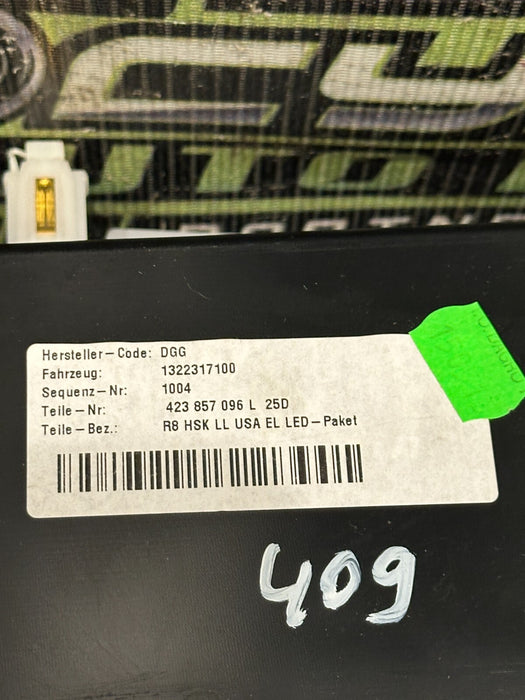 Hersteller-Code: DGG
Fahrzeug: 1322317100
Sequenz-Nr: 1004
Teile-Nr: 423 857 096 L 25D
Teile-Bez.: R8 HSK LL USA EL LED-Paket
409